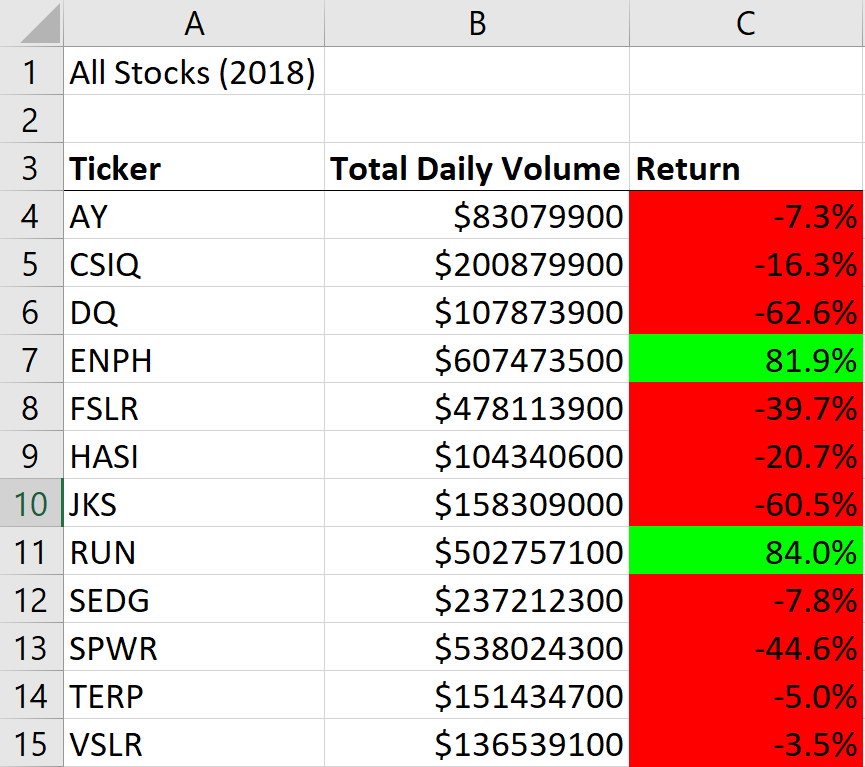 A B C
1 All Stocks (2018)
2
3 Ticker Total Daily Volume Return
4 AY $83079900 -7.3%
5 CSIQ $200879900 -16.3%
6 DQ $107873900 -62.6%
7 ENPH $607473500 81.9%
8 FSLR $478113900 -39.7%
9 HASI $104340600 -20.7%
10 JKS $158309000 -60.5%
11 RUN $502757100 84.0%
12 SEDG $237212300 -7.8%
13 SPWR $538024300 -44.6%
14 TERP $151434700 -5.0%
15 VSLR $136539100 -3.5%